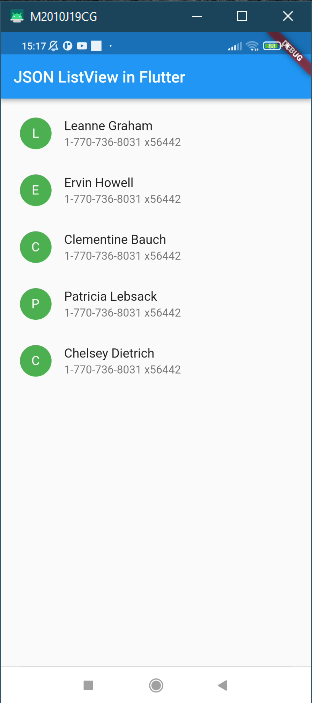 M2010J19CG
15:17
DEBUG
JSON ListView in Flutter
L
Leanne Graham
1-770-736-8031 x56442
E
Ervin Howell
1-770-736-8031 x56442
C
Clementine Bauch
1-770-736-8031 x56442
P
Patricia Lebsack
1-770-736-8031 x56442
C
Chelsey Dietrich
1-770-736-8031 x56442